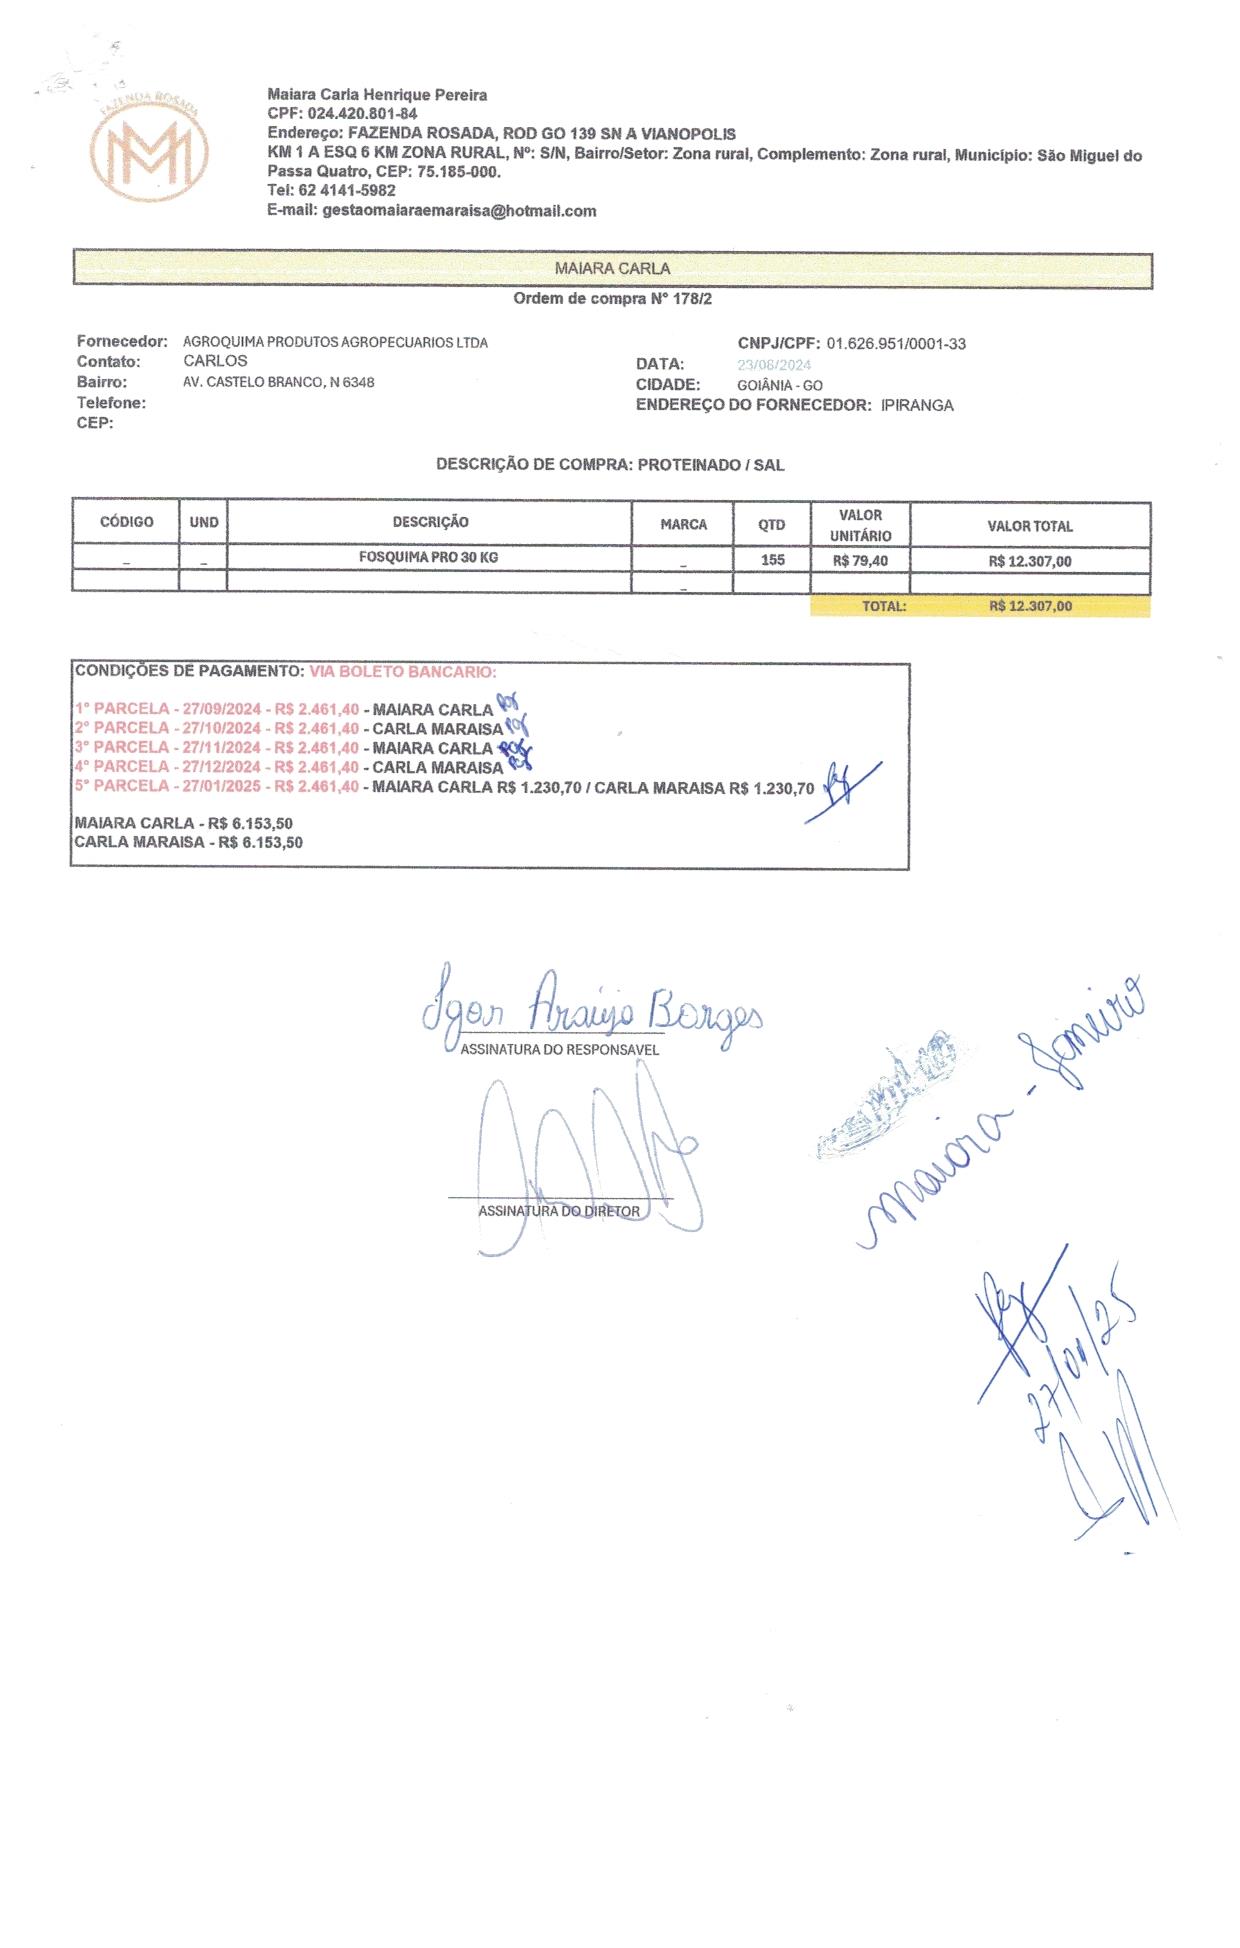 FAZENDA ROSADA
Maiara Carla Henrique Pereira
CPF: 024.420.801-84
Endereço: FAZENDA ROSADA, ROD GO 139 SN A VIANOPOLIS
KM 1 A ESQ 6 KM ZONA RURAL, Nº: S/N, Bairro/Setor: Zona rural, Complemento: Zona rural, Município: São Miguel do
Passa Quatro, CEP: 75.185-000.
Tel: 62 4141-5982
E-mail: gestaomaiaraemaraisa@hotmail.com
MAIARA CARLA
Ordem de compra N° 178/2
Fornecedor: AGROQUIMA PRODUTOS AGROPECUARIOS LTDA
CNPJ/CPF: 01.626.951/0001-33
Contato: CARLOS
DATA: 23/08/2024
Bairro: AV. CASTELO BRANCO, N 6348
CIDADE: GOIÂNIA - GO
Telefone:
ENDEREÇO DO FORNECEDOR: IPIRANGA
CEP:
DESCRIÇÃO DE COMPRA: PROTEINADO / SAL
CÓDIGO UND DESCRIÇÃO MARCA QTD VALOR UNITÁRIO VALOR TOTAL
_ _ FOSQUIMA PRO 30 KG _ 155 R$ 79,40 R$ 12.307,00
_
TOTAL: R$ 12.307,00
CONDIÇÕES DE PAGAMENTO: VIA BOLETO BANCARIO:
1° PARCELA - 27/09/2024 - R$ 2.461,40 - MAIARA CARLA
2° PARCELA - 27/10/2024 - R$ 2.461,40 - CARLA MARAISA
3° PARCELA - 27/11/2024 - R$ 2.461,40 - MAIARA CARLA
4° PARCELA - 27/12/2024 - R$ 2.461,40 - CARLA MARAISA
5° PARCELA - 27/01/2025 - R$ 2.461,40 - MAIARA CARLA R$ 1.230,70 / CARLA MARAISA R$ 1.230,70
MAIARA CARLA - R$ 6.153,50
CARLA MARAISA - R$ 6.153,50
Igor Araújo Borges
ASSINATURA DO RESPONSAVEL
Maiara - Janeiro
ASSINATURA DO DIRETOR
27/01/25